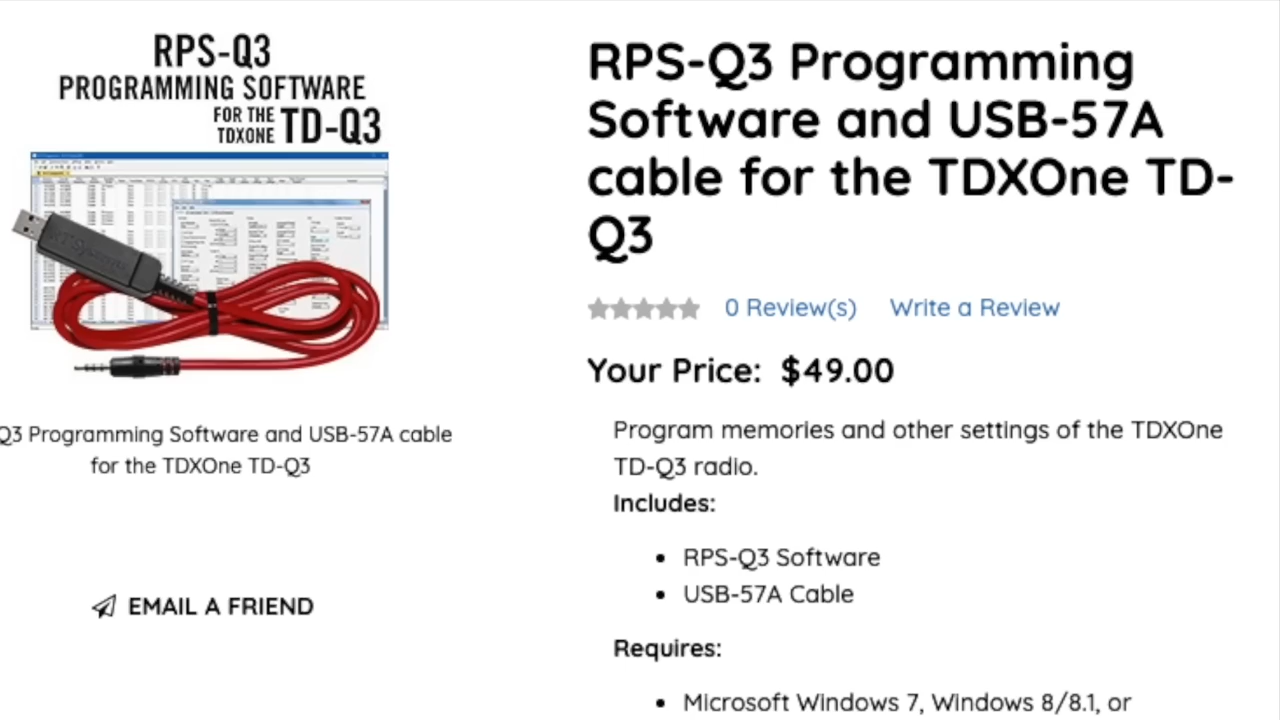 RPS-Q3
PROGRAMMING SOFTWARE
FOR THE
TDXONE TD-Q3
Q3 Programming Software and USB-57A cable
for the TDXOne TD-Q3
EMAIL A FRIEND
RPS-Q3 Programming
Software and USB-57A
cable for the TDXOne TD-
Q3
0 Review(s) Write a Review
Your Price: $49.00
Program memories and other settings of the TDXOne
TD-Q3 radio.
Includes:
• RPS-Q3 Software
• USB-57A Cable
Requires:
• Microsoft Windows 7, Windows 8/8.1, or